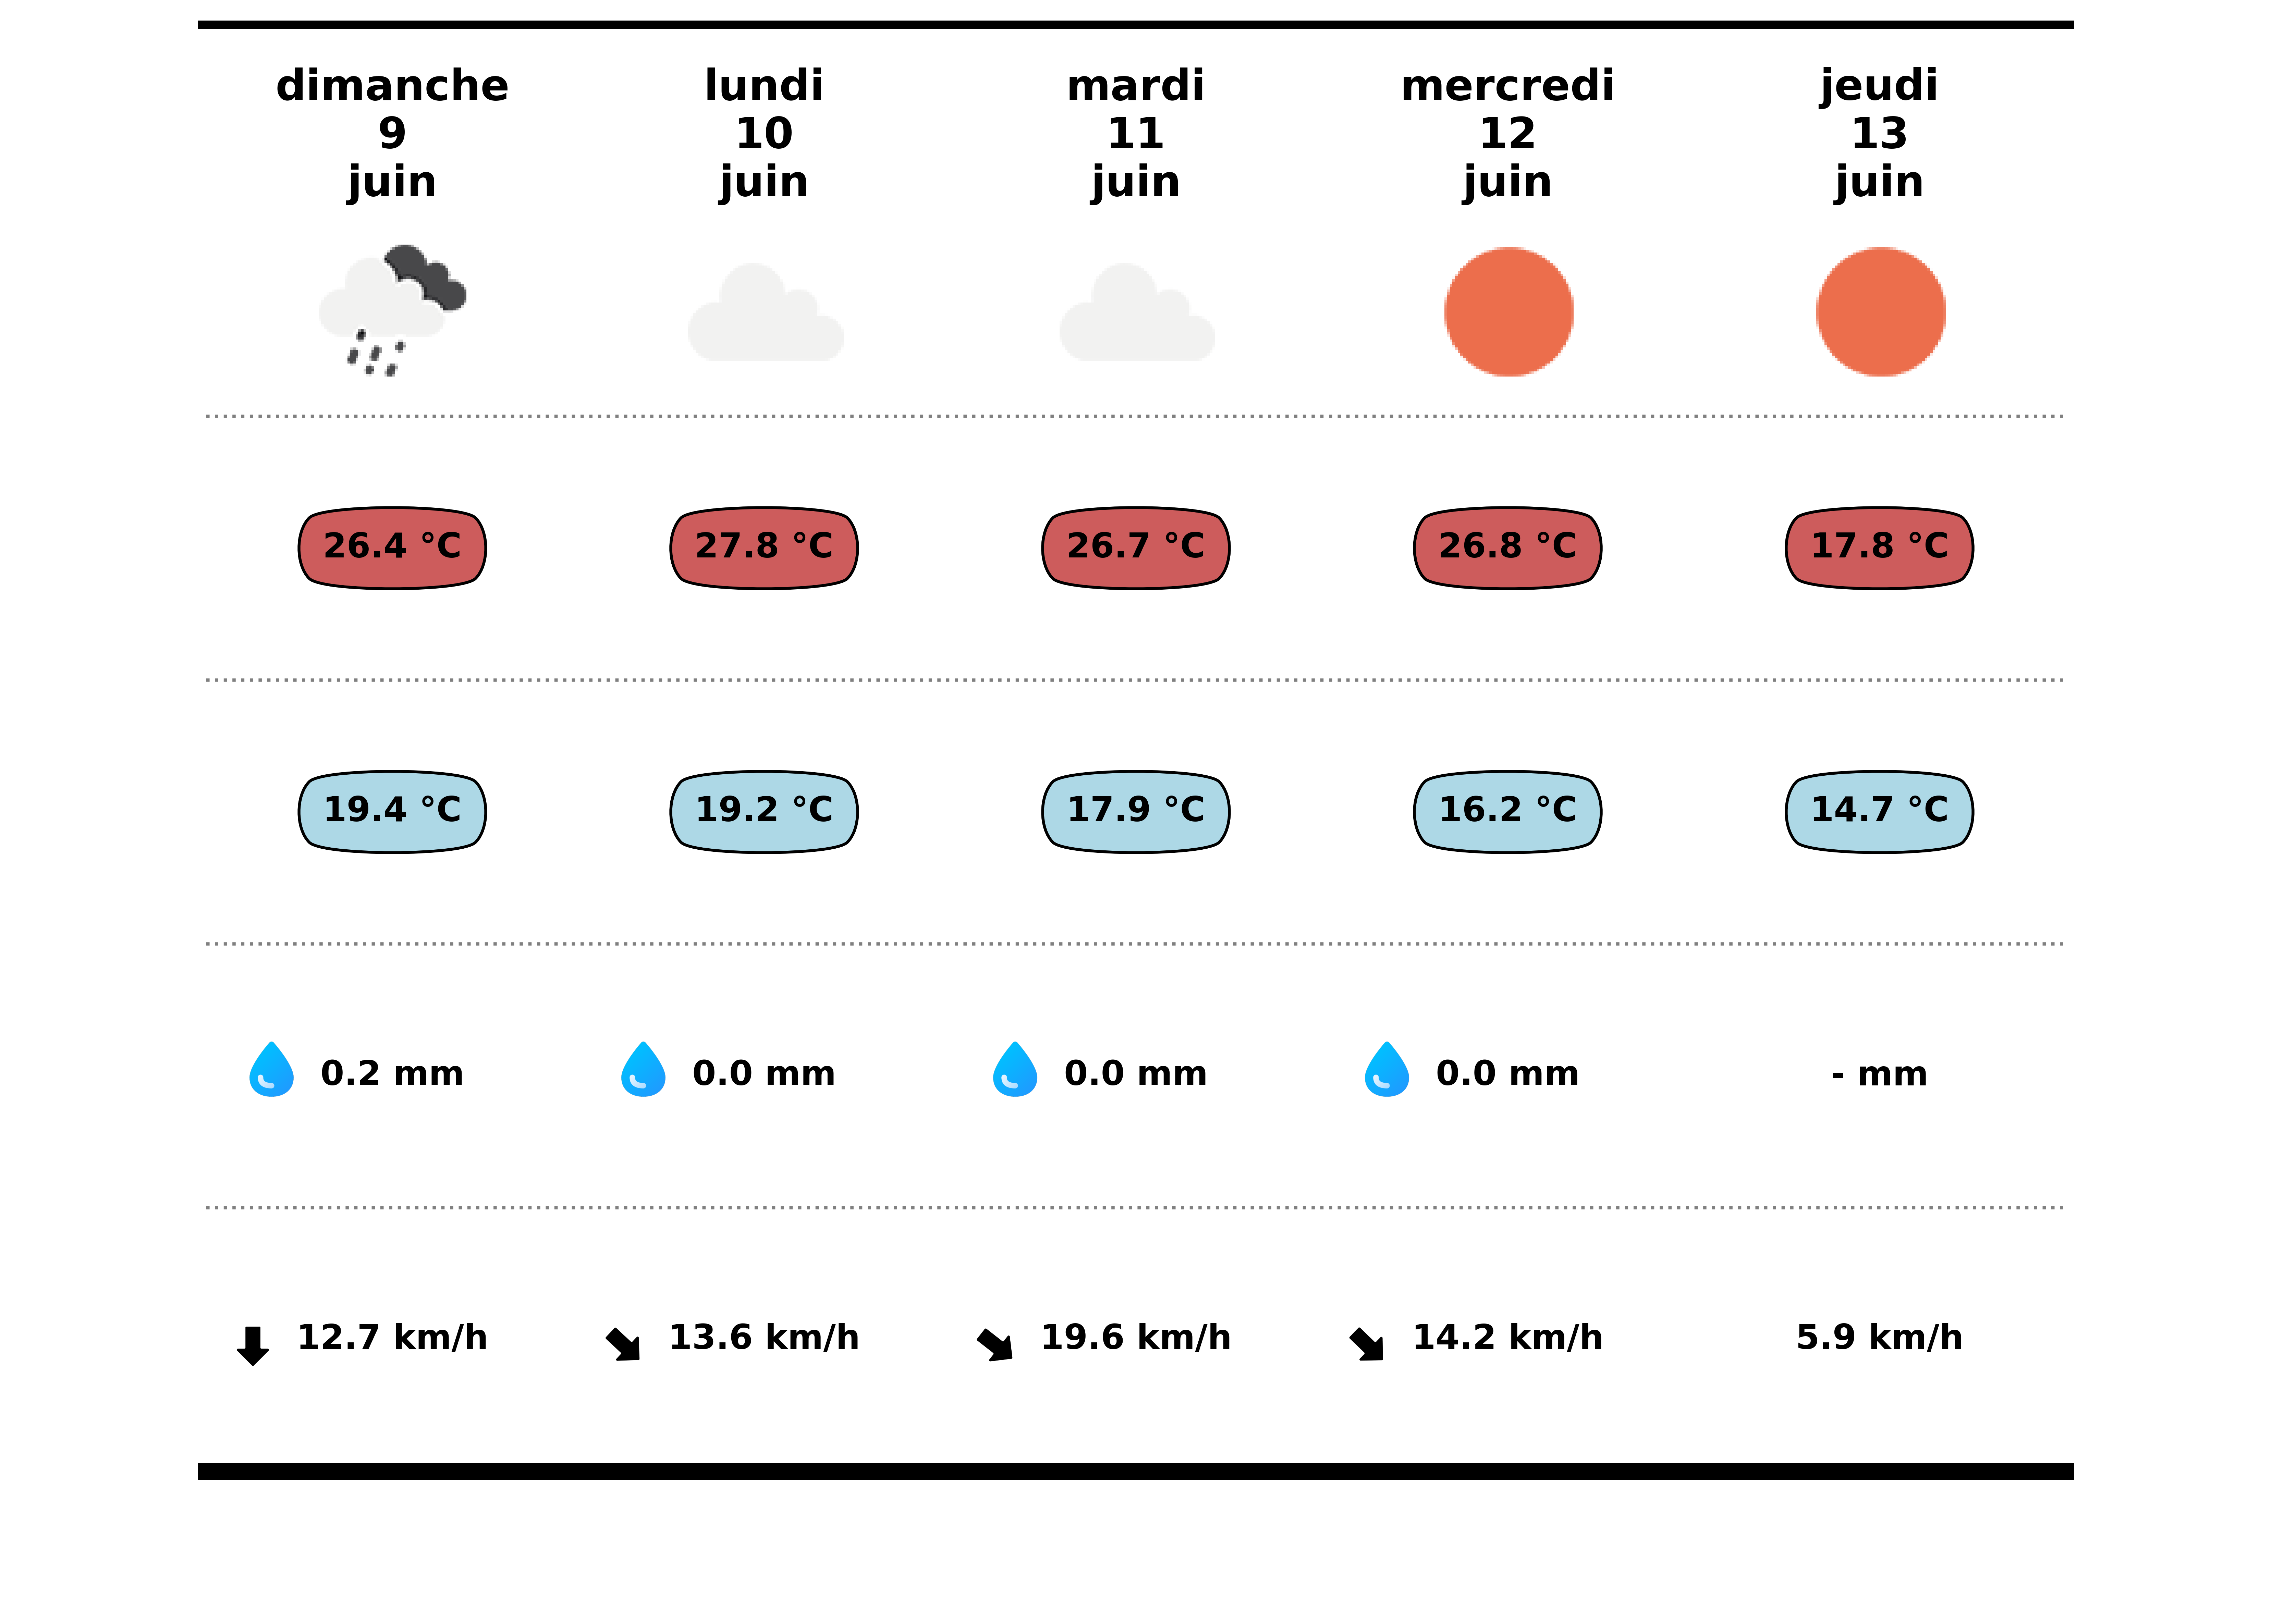 dimanche
9
juin
lundi
10
juin
mardi
11
juin
mercredi
12
juin
jeudi
13
juin
26.4 °C
27.8 °C
26.7 °C
26.8 °C
17.8 °C
19.4 °C
19.2 °C
17.9 °C
16.2 °C
14.7 °C
0.2 mm
0.0 mm
0.0 mm
0.0 mm
- mm
12.7 km/h
13.6 km/h
19.6 km/h
14.2 km/h
5.9 km/h